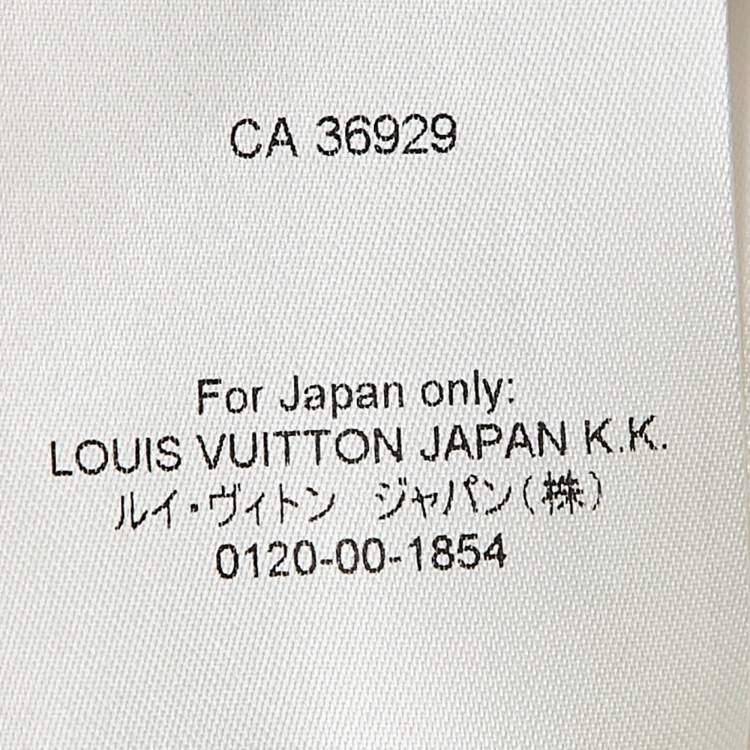 CA 36929
For Japan only:
LOUIS VUITTON JAPAN K.K.
ルイ・ヴィトン　ジャパン(株)
0120-00-1854